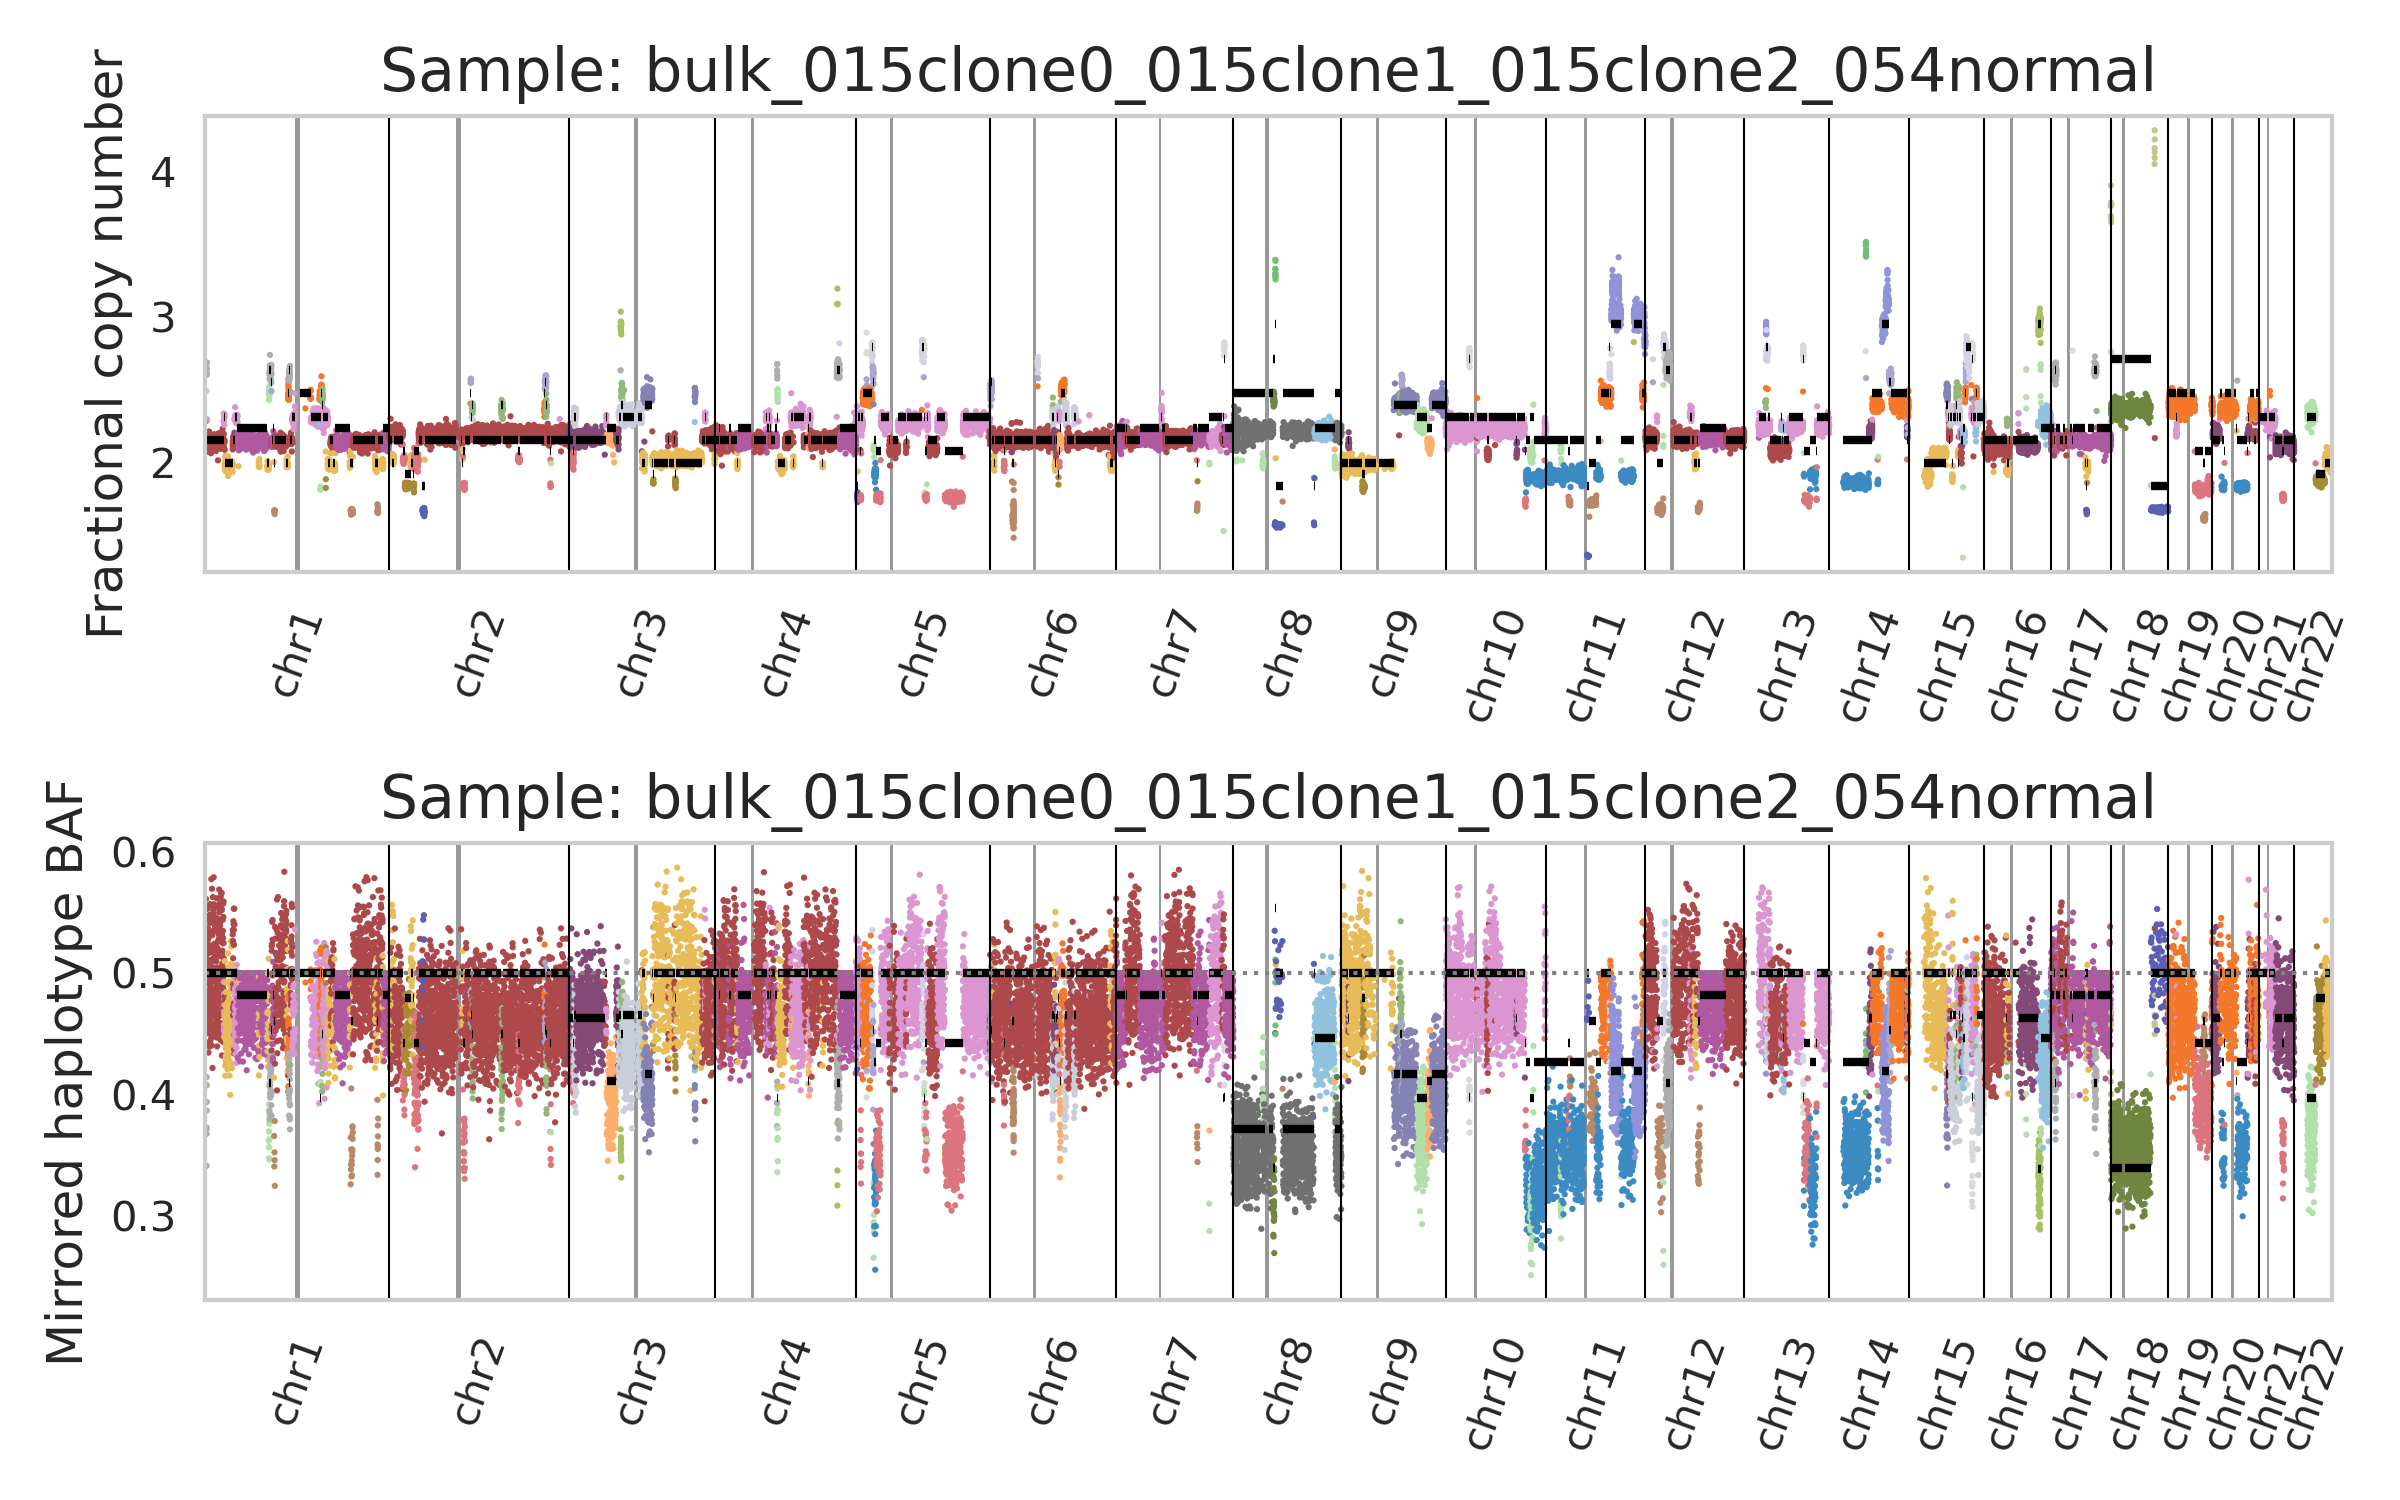 Sample: bulk_015clone0_015clone1_015clone2_054normal
Fractional copy number
4
3
2
chr1 chr2 chr3 chr4 chr5 chr6 chr7 chr8 chr9 chr10 chr11 chr12 chr13 chr14 chr15 chr16 chr17 chr18 chr19 chr20 chr21 chr22
Sample: bulk_015clone0_015clone1_015clone2_054normal
Mirrored haplotype BAF
0.6
0.5
0.4
0.3
chr1 chr2 chr3 chr4 chr5 chr6 chr7 chr8 chr9 chr10 chr11 chr12 chr13 chr14 chr15 chr16 chr17 chr18 chr19 chr20 chr21 chr22